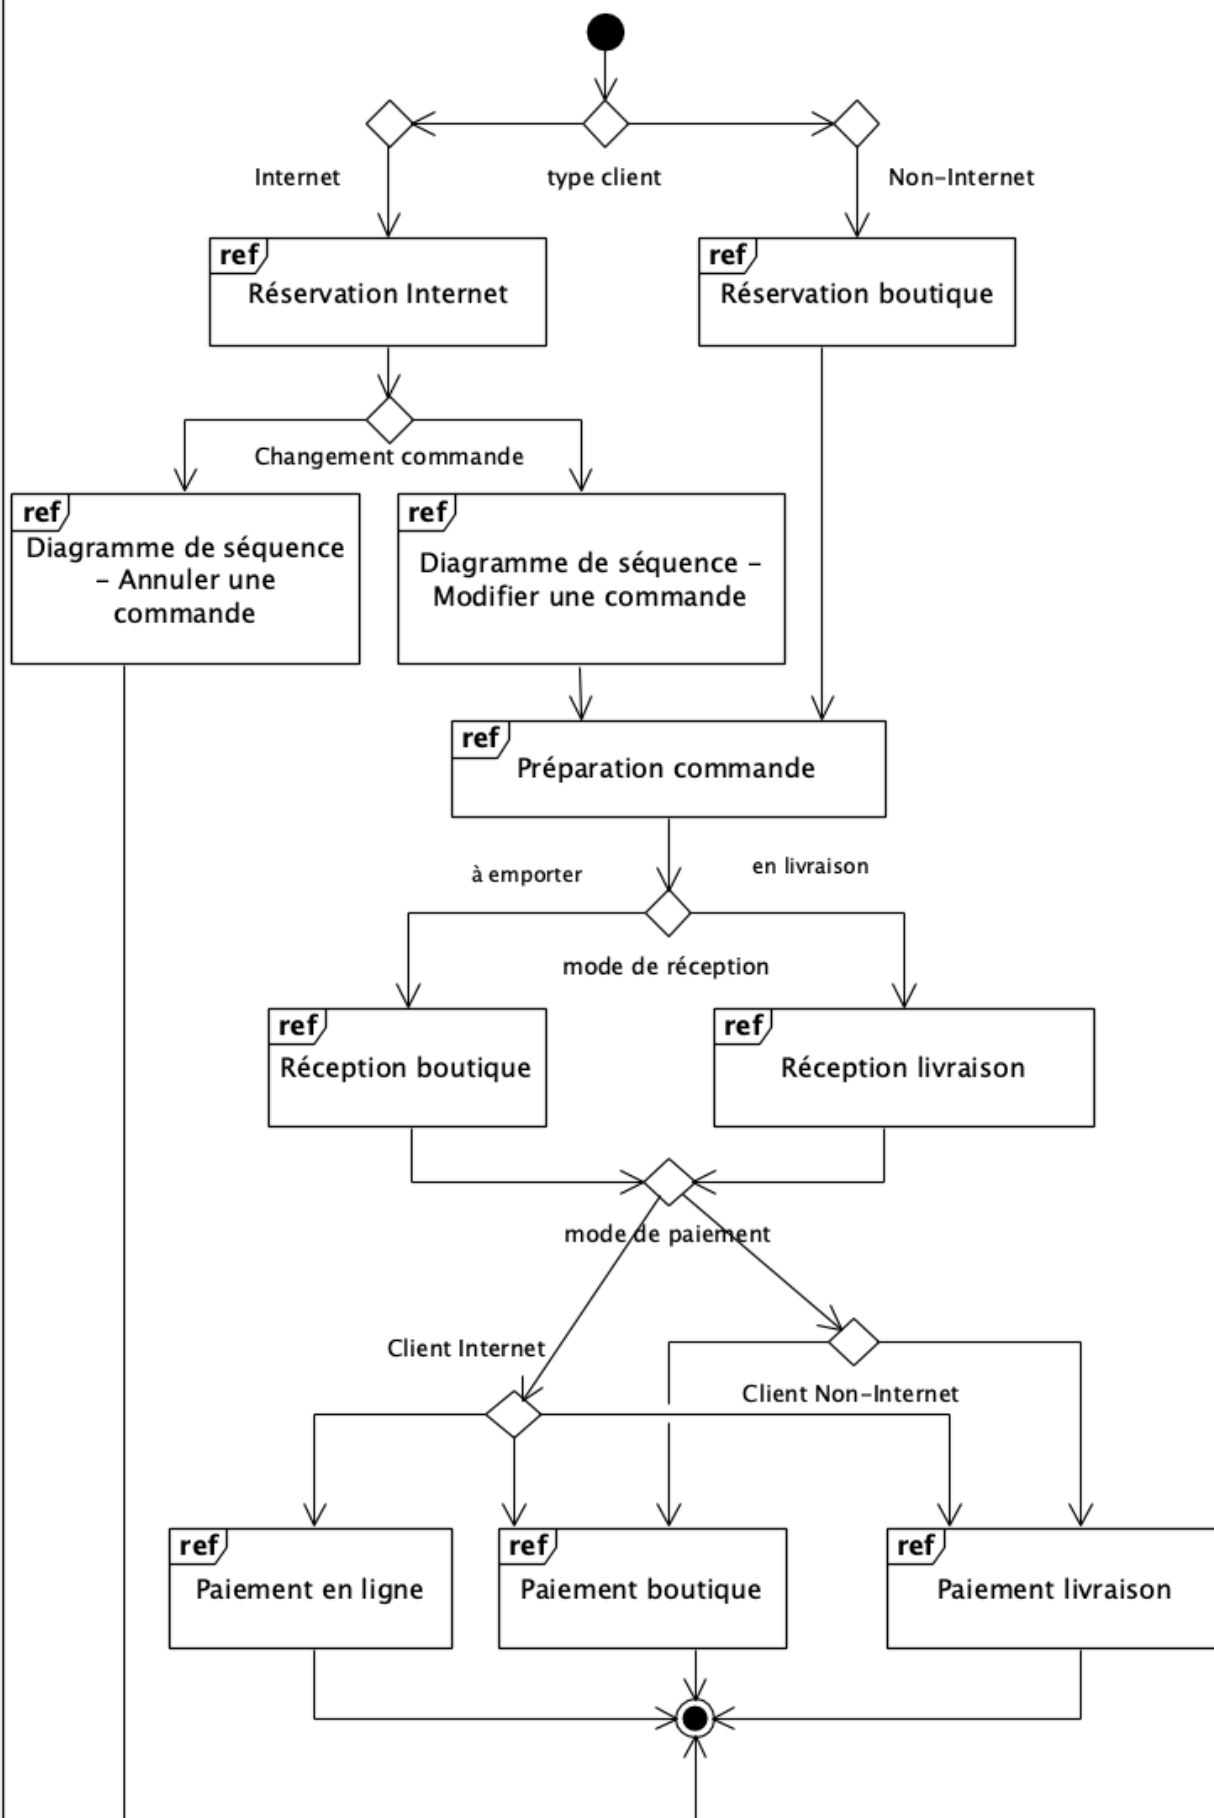 Internet
type client
Non-Internet
ref
Réservation Internet
ref
Réservation boutique
Changement commande
ref
Diagramme de séquence
- Annuler une
commande
ref
Diagramme de séquence -
Modifier une commande
ref
Préparation commande
à emporter
en livraison
mode de réception
ref
Réception boutique
ref
Réception livraison
mode de paiement
Client Internet
Client Non-Internet
ref
Paiement en ligne
ref
Paiement boutique
ref
Paiement livraison